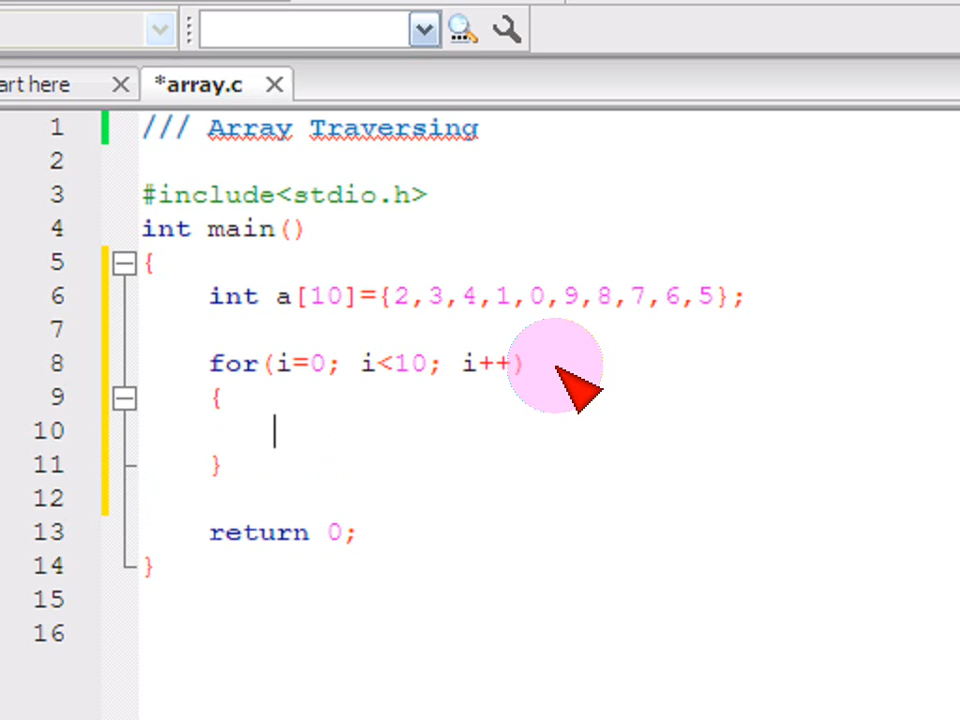 art here
*array.c
1 /// Array Traversing
2
3 #include<stdio.h>
4 int main()
5 {
6 int a[10]={2,3,4,1,0,9,8,7,6,5};
7
8 for(i=0; i<10; i++)
9 {
10
11 }
12
13 return 0;
14 }
15
16